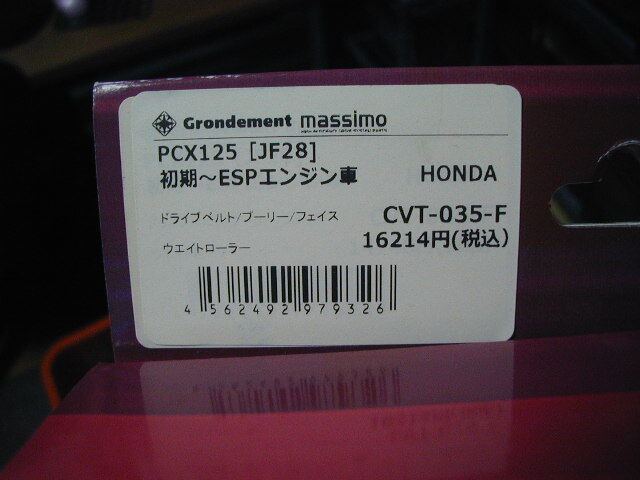 Grondement massimo
PCX125 [JF28]
初期～ESPエンジン車 HONDA
ドライブベルト/プーリー/フェイス CVT-035-F
ウエイトローラー 16214円(税込)
4 562492 979326